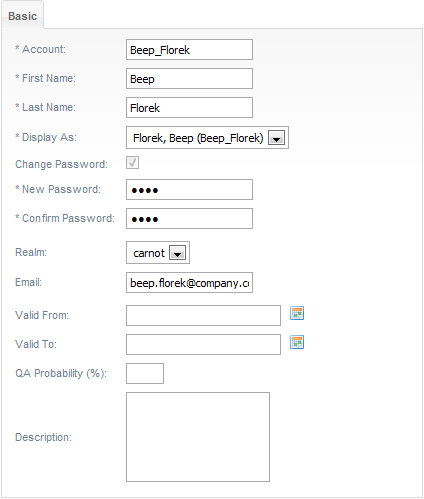 Basic
* Account: Beep_Florek
* First Name: Beep
* Last Name: Florek
* Display As: Florek, Beep (Beep_Florek)
Change Password:
* New Password: ••••
* Confirm Password: ••••
Realm: carnot
Email: beep.florek@company.c
Valid From:
Valid To:
QA Probability (%):
Description: